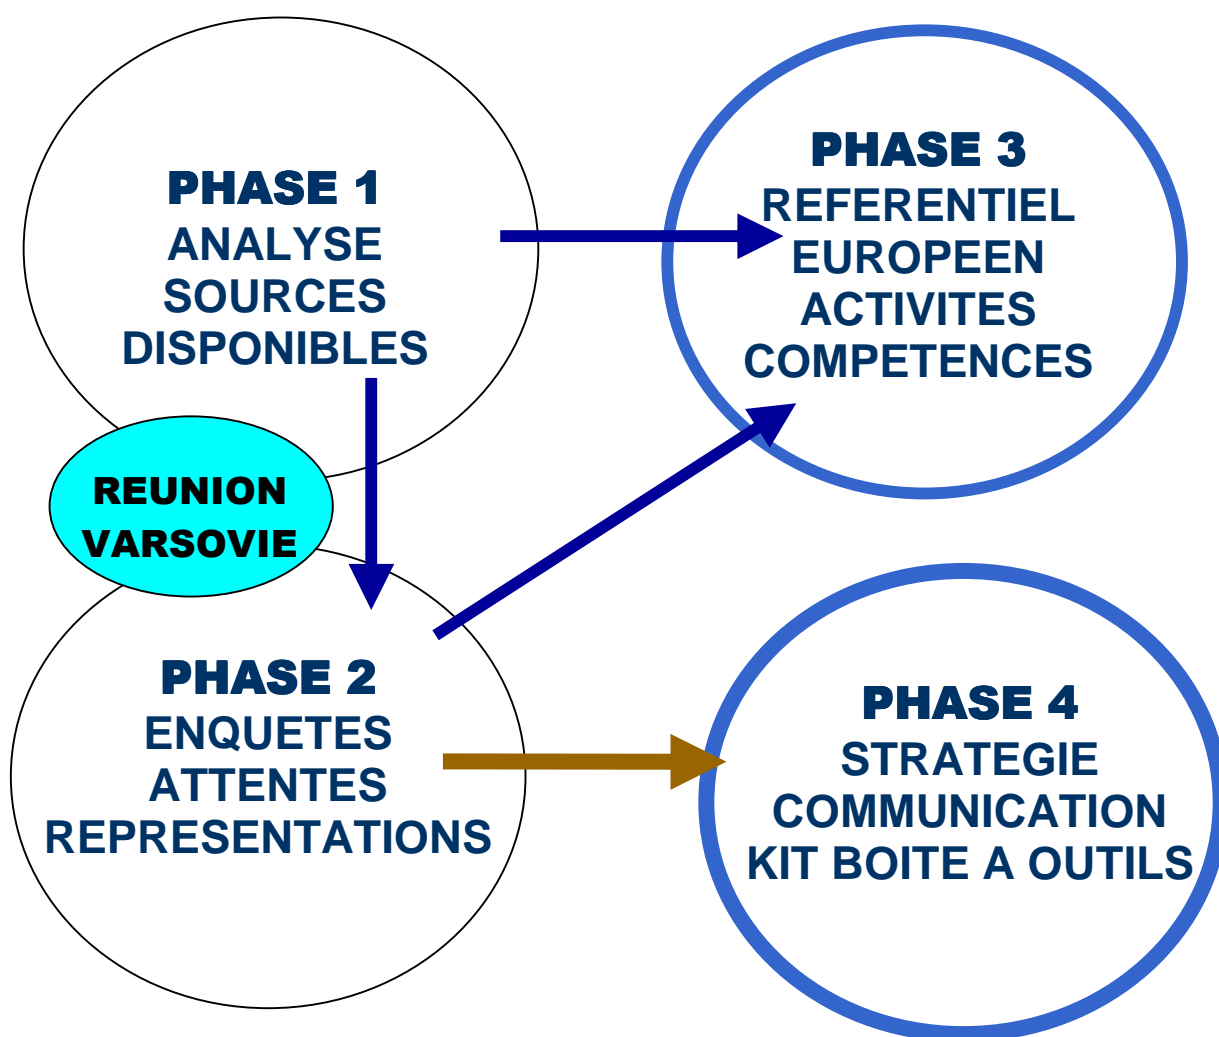 PHASE 1
ANALYSE
SOURCES
DISPONIBLES
PHASE 3
REFERENTIEL
EUROPEEN
ACTIVITES
COMPETENCES
REUNION
VARSOVIE
PHASE 2
ENQUETES
ATTENTES
REPRESENTATIONS
PHASE 4
STRATEGIE
COMMUNICATION
KIT BOITE A OUTILS